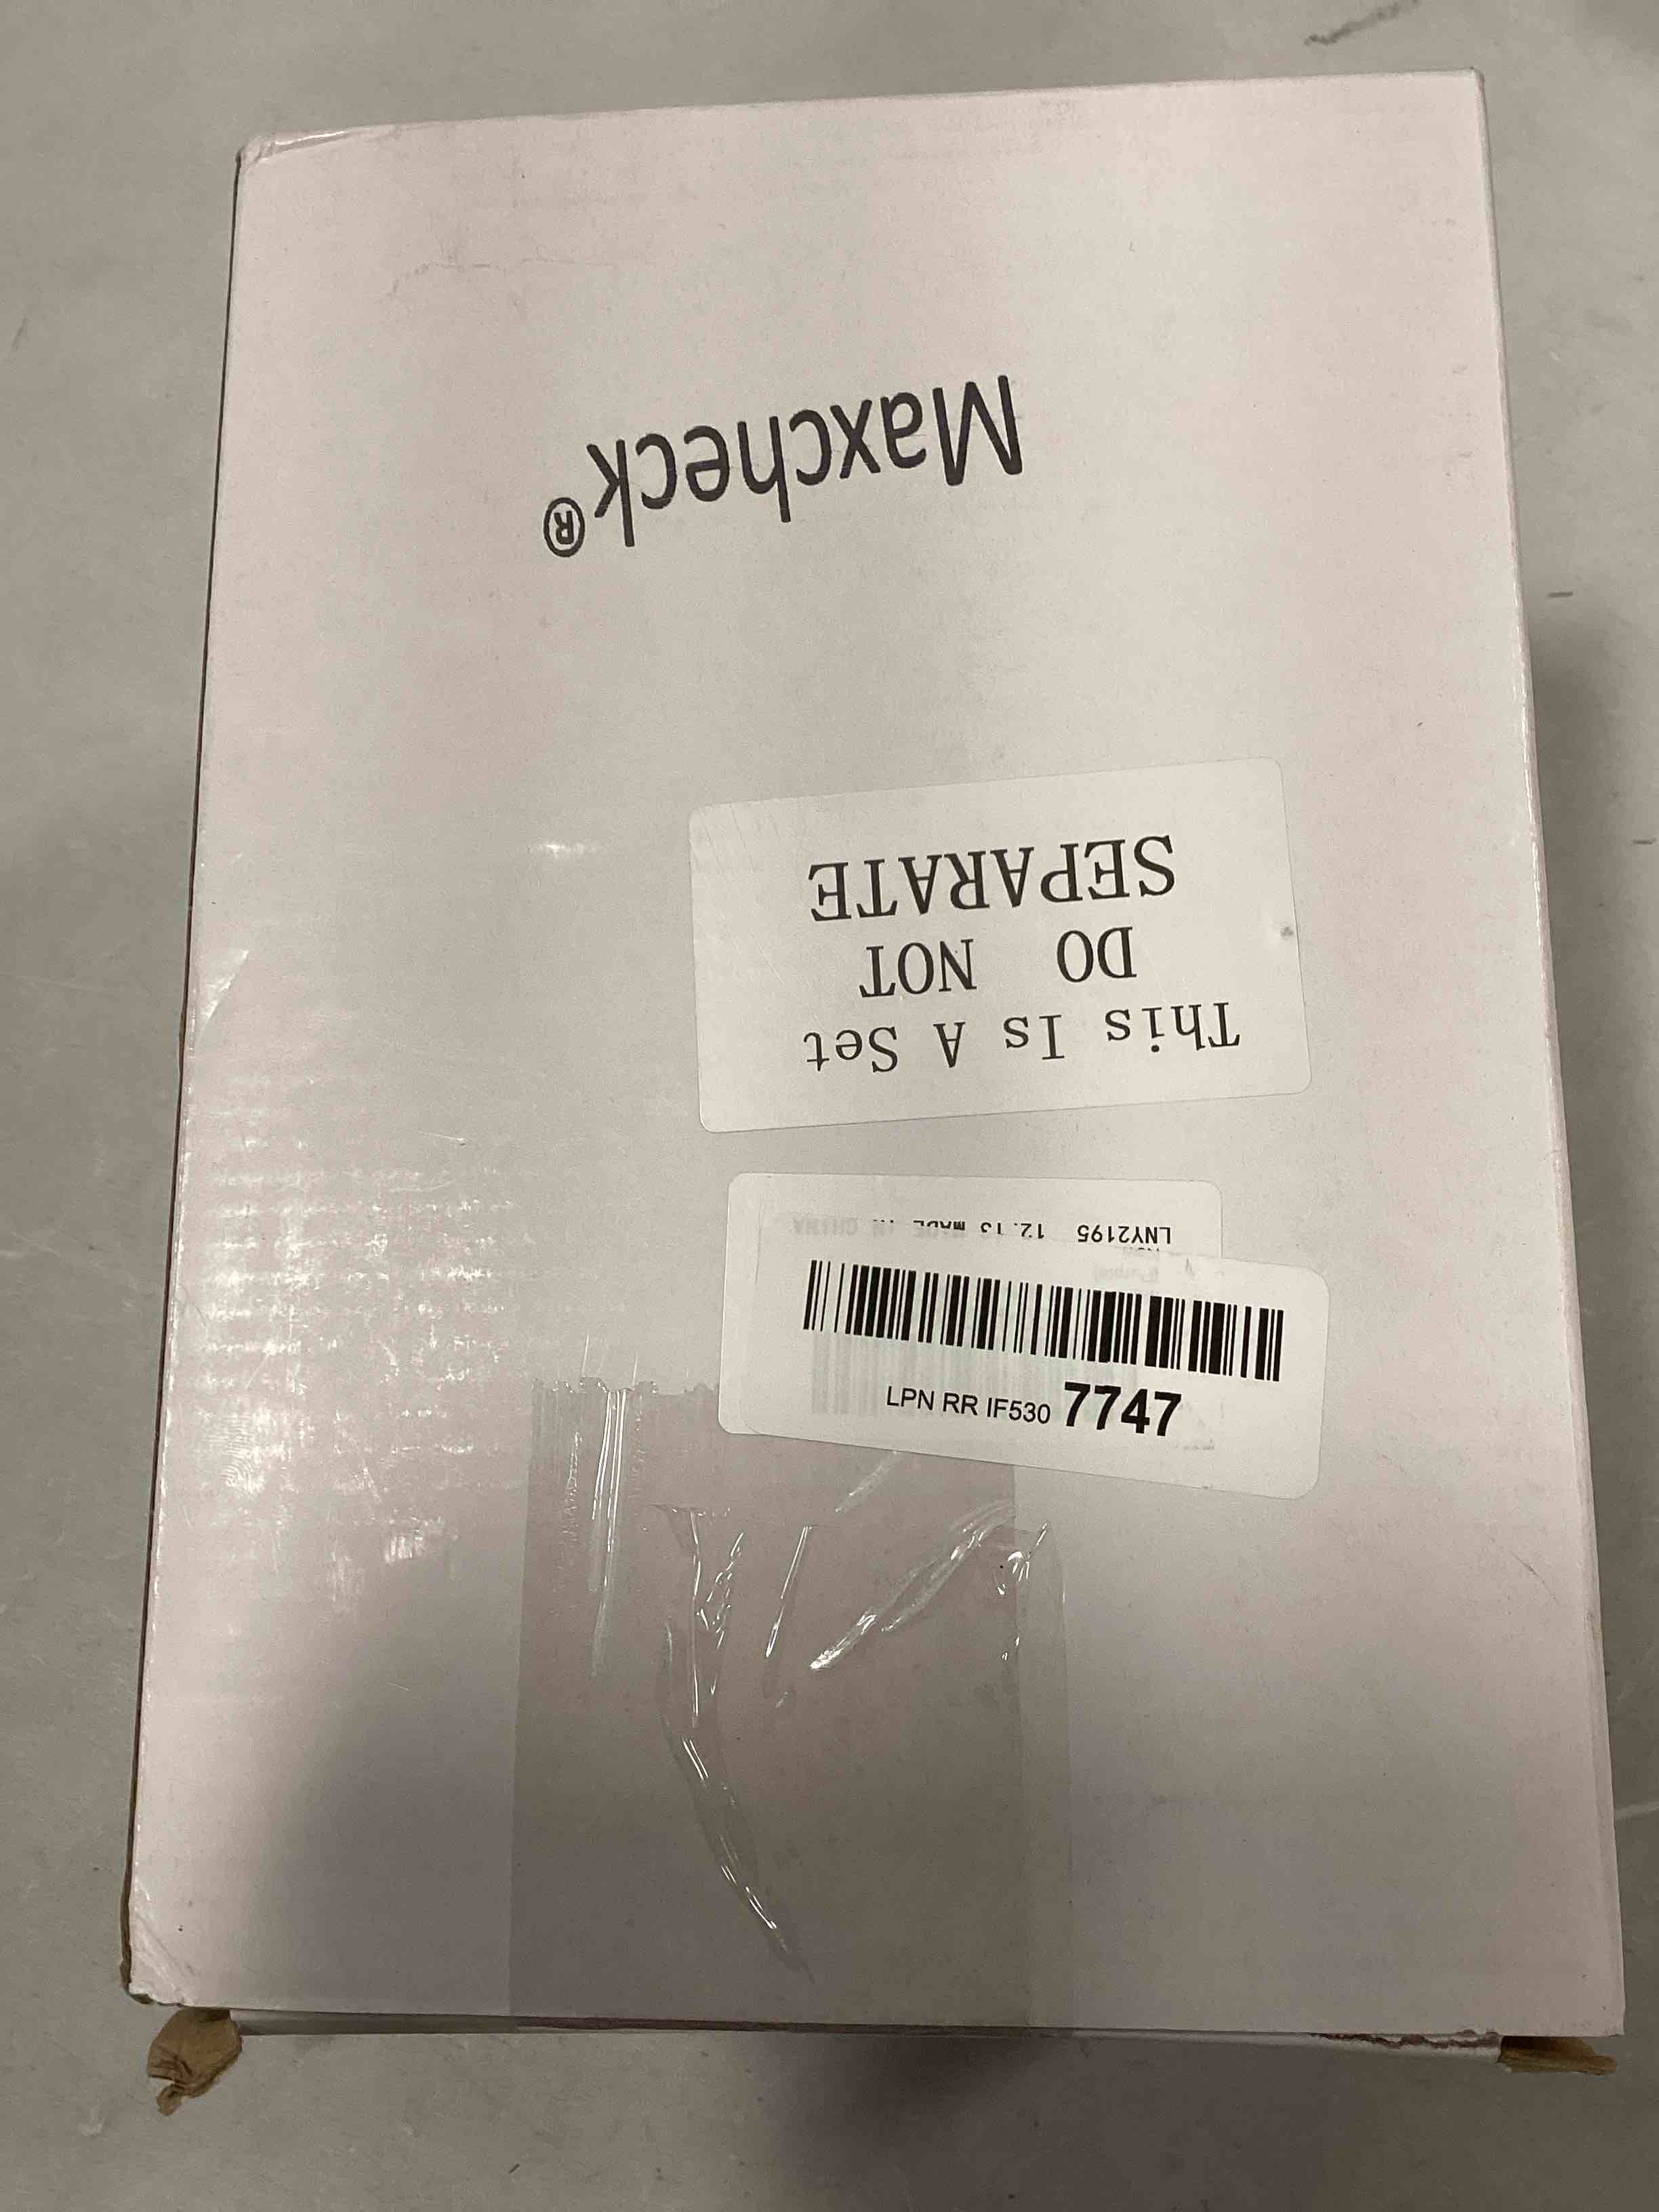 Maxcheck®
This Is A Set
DO NOT
SEPARATE
LPN RR IF530 7747
LNY2195 12.13 MADE IN CHINA